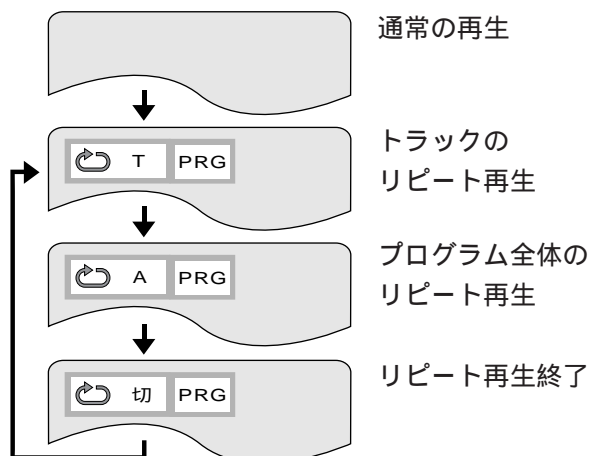 通常の再生
トラックの
リピート再生
T PRG
プログラム全体の
リピート再生
A PRG
リピート再生終了
切 PRG